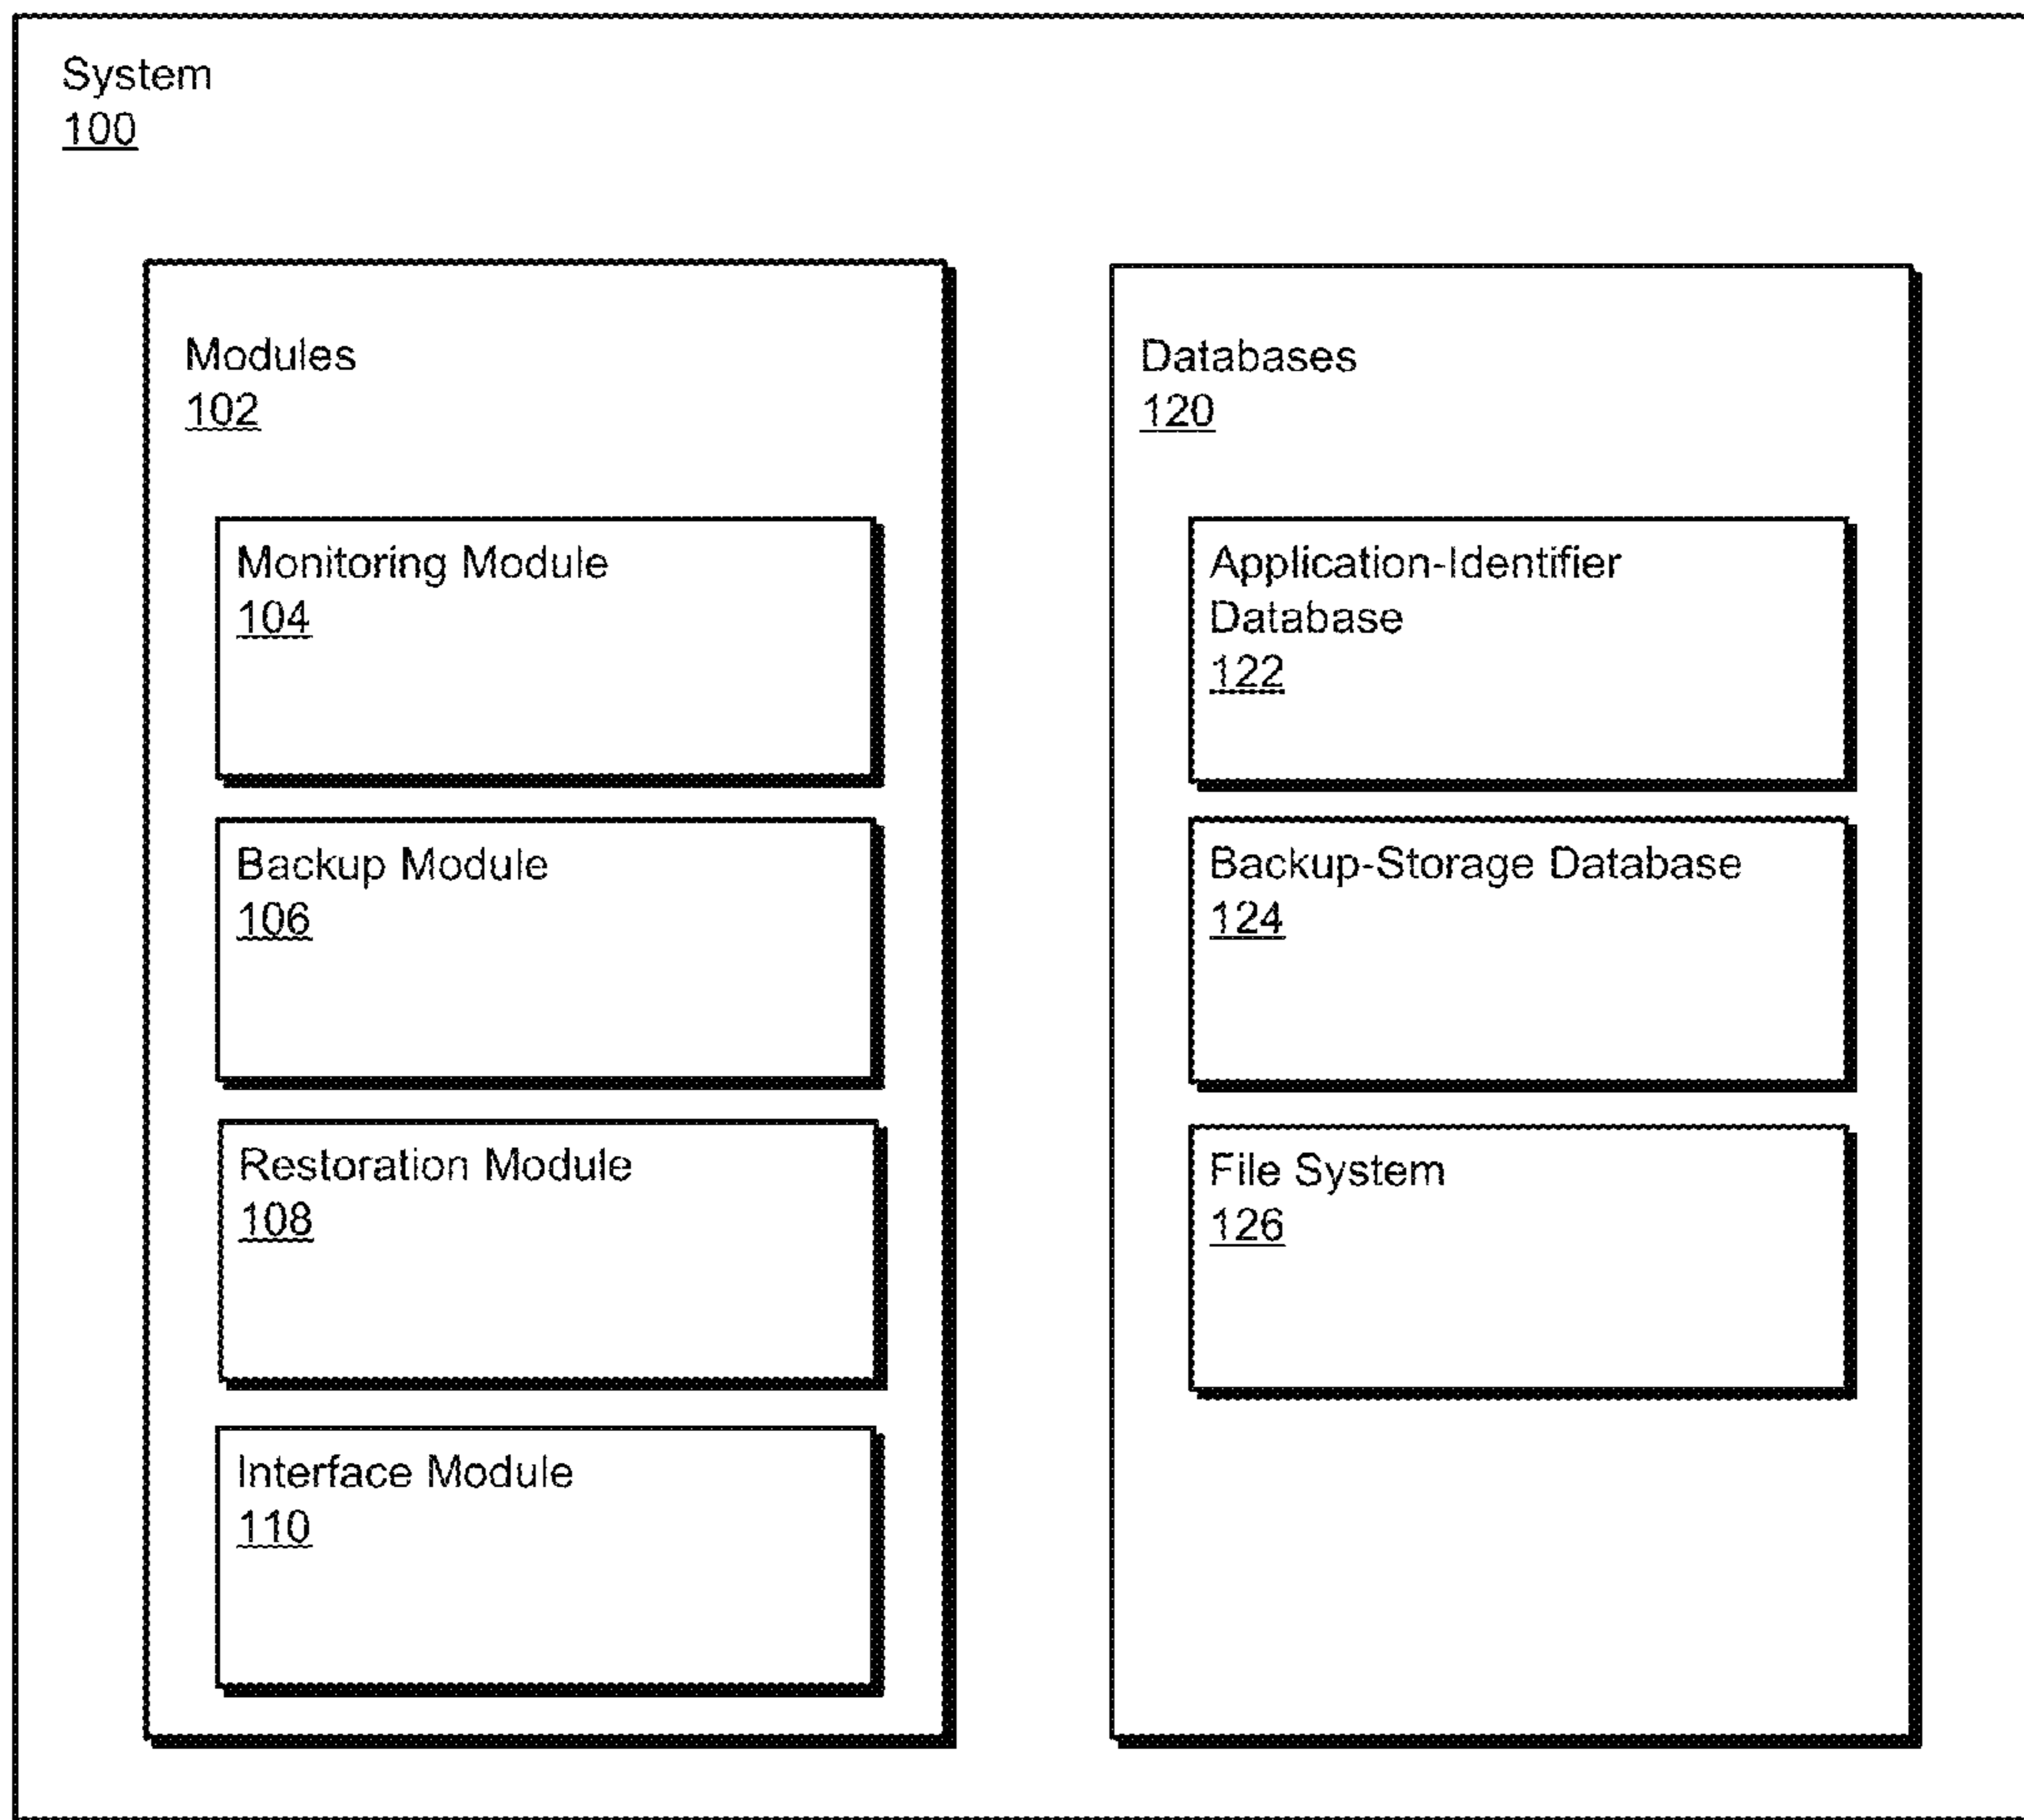 System
100
Modules
102
Monitoring Module
104
Backup Module
106
Restoration Module
108
Interface Module
110
Databases
120
Application-Identifier
Database
122
Backup-Storage Database
124
File System
126